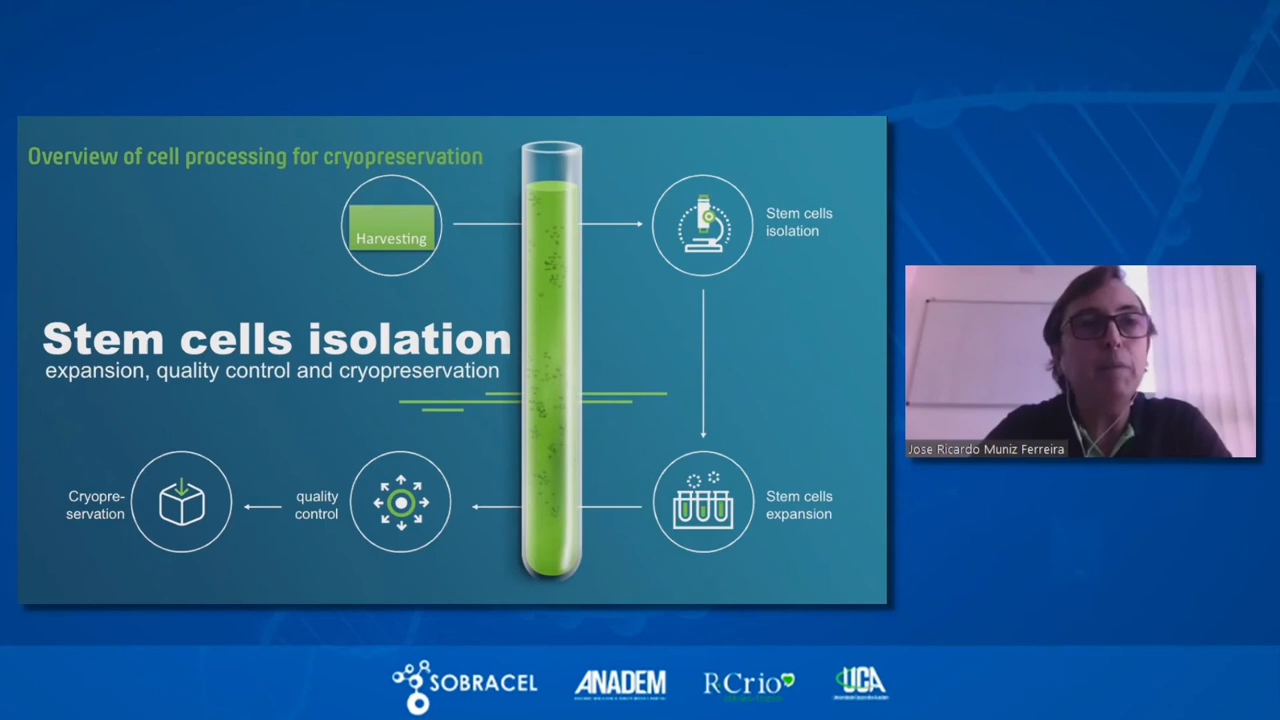 Overview of cell processing for cryopreservation
Harvesting
Stem cells
isolation
Stem cells isolation
expansion, quality control and cryopreservation
Cryopre-
servation
quality
control
Stem cells
expansion
Jose Ricardo Muniz Ferreira
SOBRACEL
ANADEM
RCrio
UCA